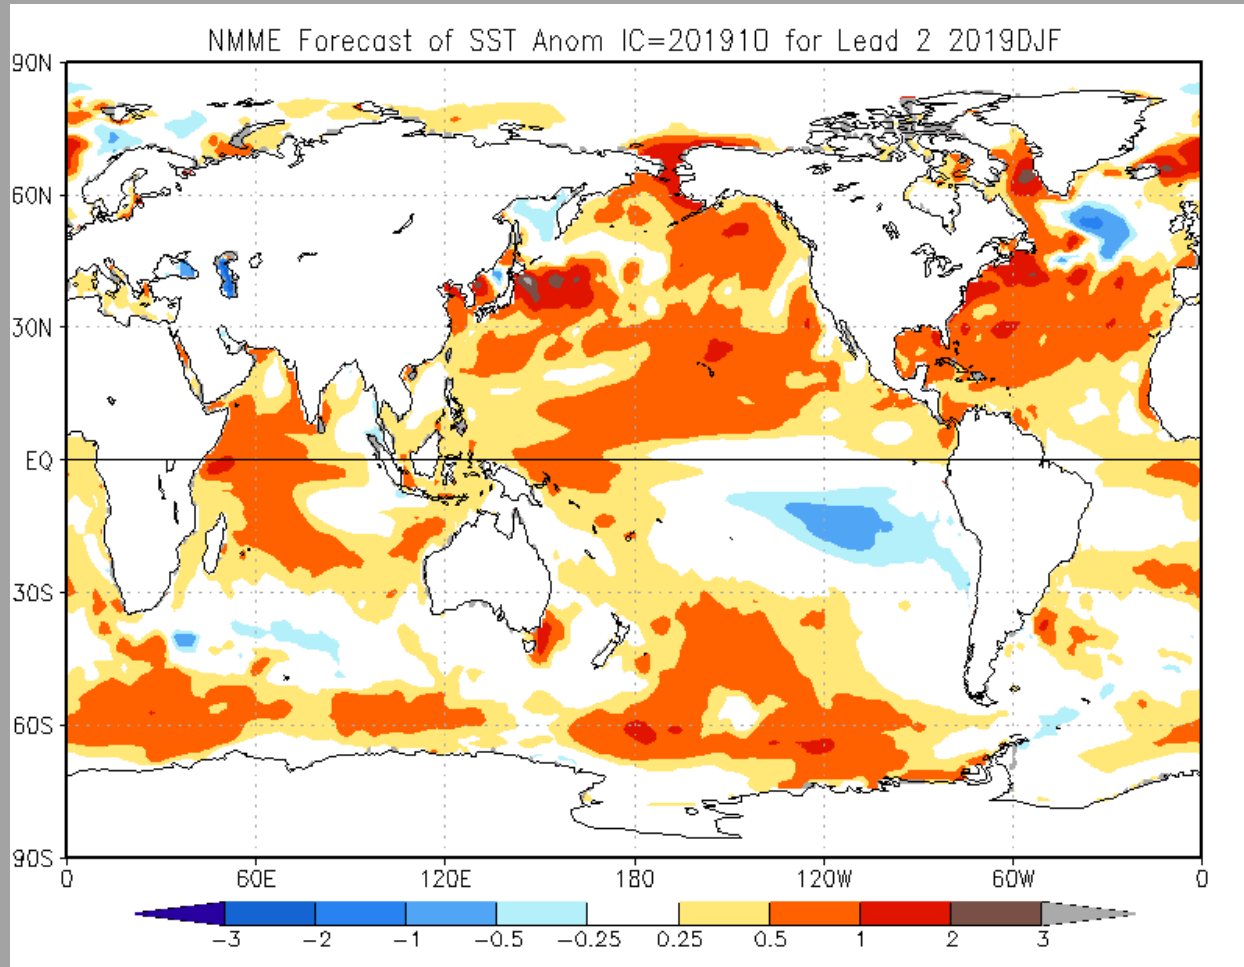 NMME Forecast of SST Anom IC=201910 for Lead 2 2019DJF
90N
60N
30N
EQ
30S
60S
90S
0 60E 120E 180 120W 60W 0
-3 -2 -1 -0.5 -0.25 0.25 0.5 1 2 3